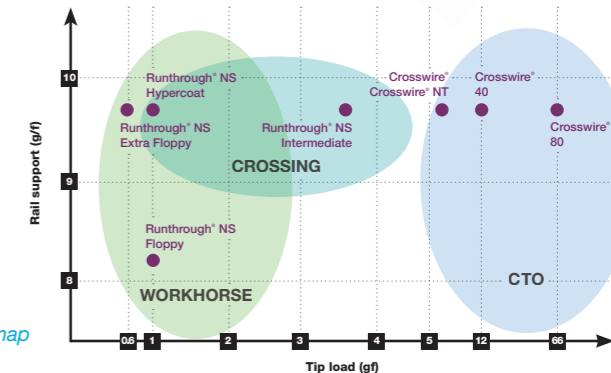 10
Runthrough® NS
Hypercoat
Crosswire®
Crosswire® NT
Crosswire®
40
Runthrough® NS
Extra Floppy
Runthrough® NS
Intermediate
Crosswire®
80
CROSSING
Rail support (g/f)
9
Runthrough® NS
Floppy
8
WORKHORSE
CTO
map
0.6 1 2 3 4 5 12 66
Tip load (gf)